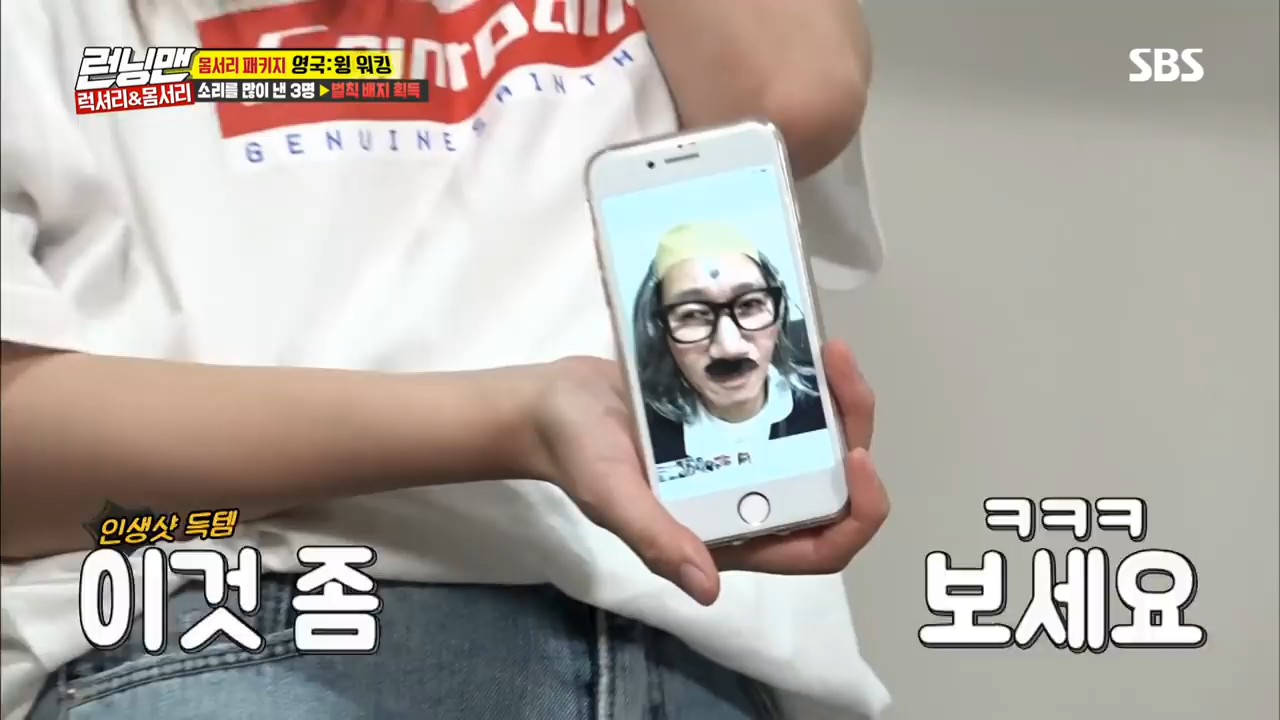 런닝맨
럭셔리&몸서리
몸서리 패키지 영국:윙 워킹
소리를 많이 낸 3명 ▶ 벌칙 배지 획득
SBS
GENUINE
인생샷 득템
이것 좀
ㅋㅋㅋ
보세요